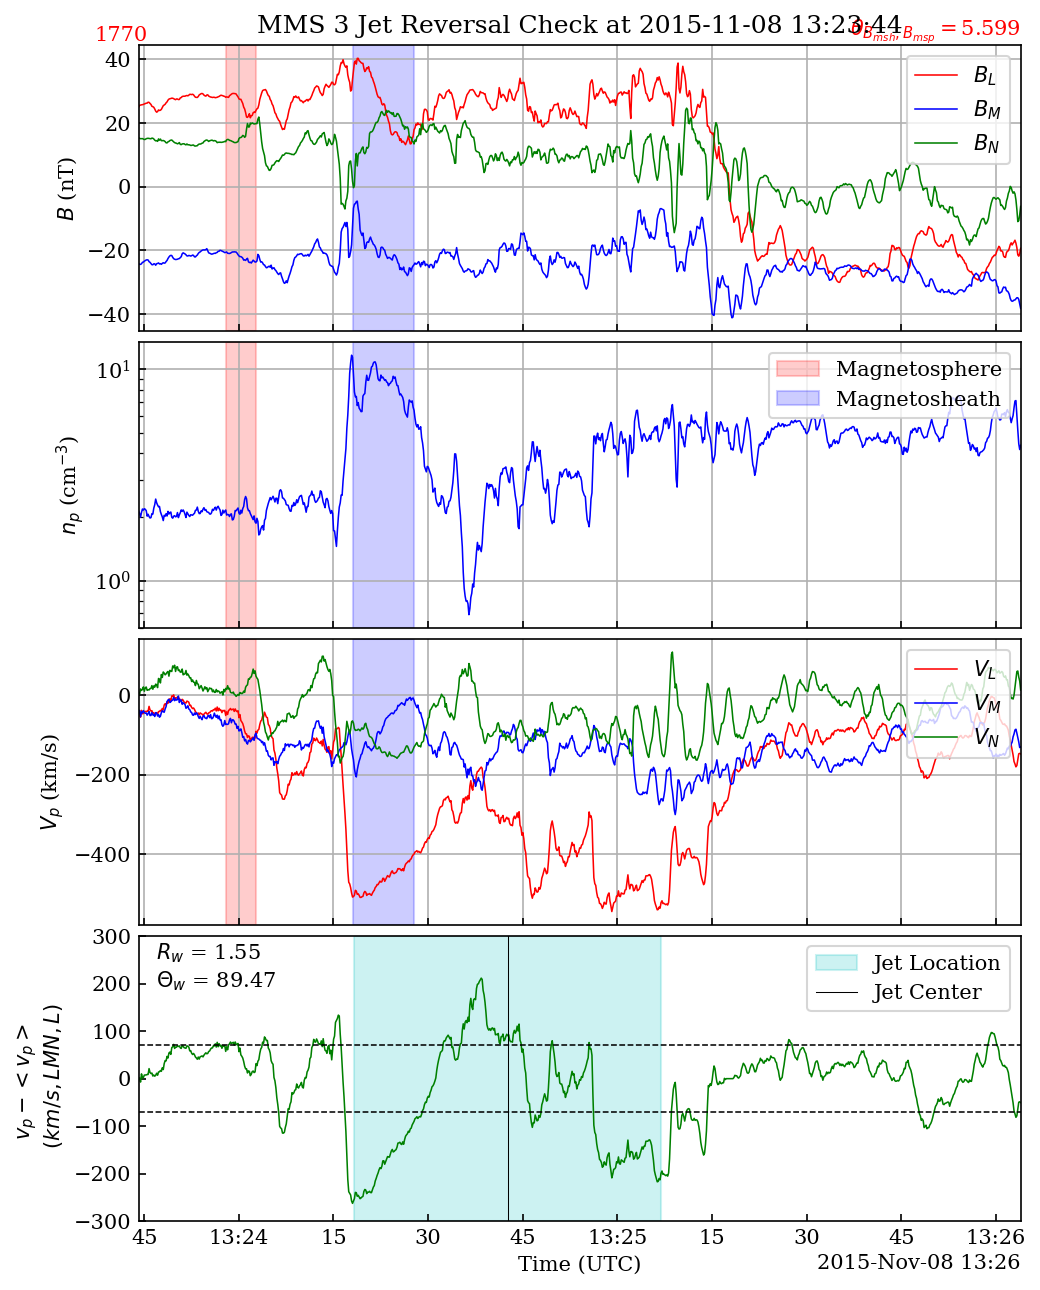 MMS 3 Jet Reversal Check at 2015-11-08 13:23:44
1770
θ_{B_{msh}, B_{msp}} = 5.599
40
20
0
−20
−40
B (nT)
B_L
B_M
B_N
10^1
10^0
n_p (cm^{−3})
Magnetosphere
Magnetosheath
0
−200
−400
V_p (km/s)
V_L
V_M
V_N
300
200
100
0
−100
−200
−300
v_p − < v_p >
(km/s, LMN, L)
R_w = 1.55
Θ_w = 89.47
Jet Location
Jet Center
45 13:24 15 30 45 13:25 15 30 45 13:26
Time (UTC)
2015-Nov-08 13:26